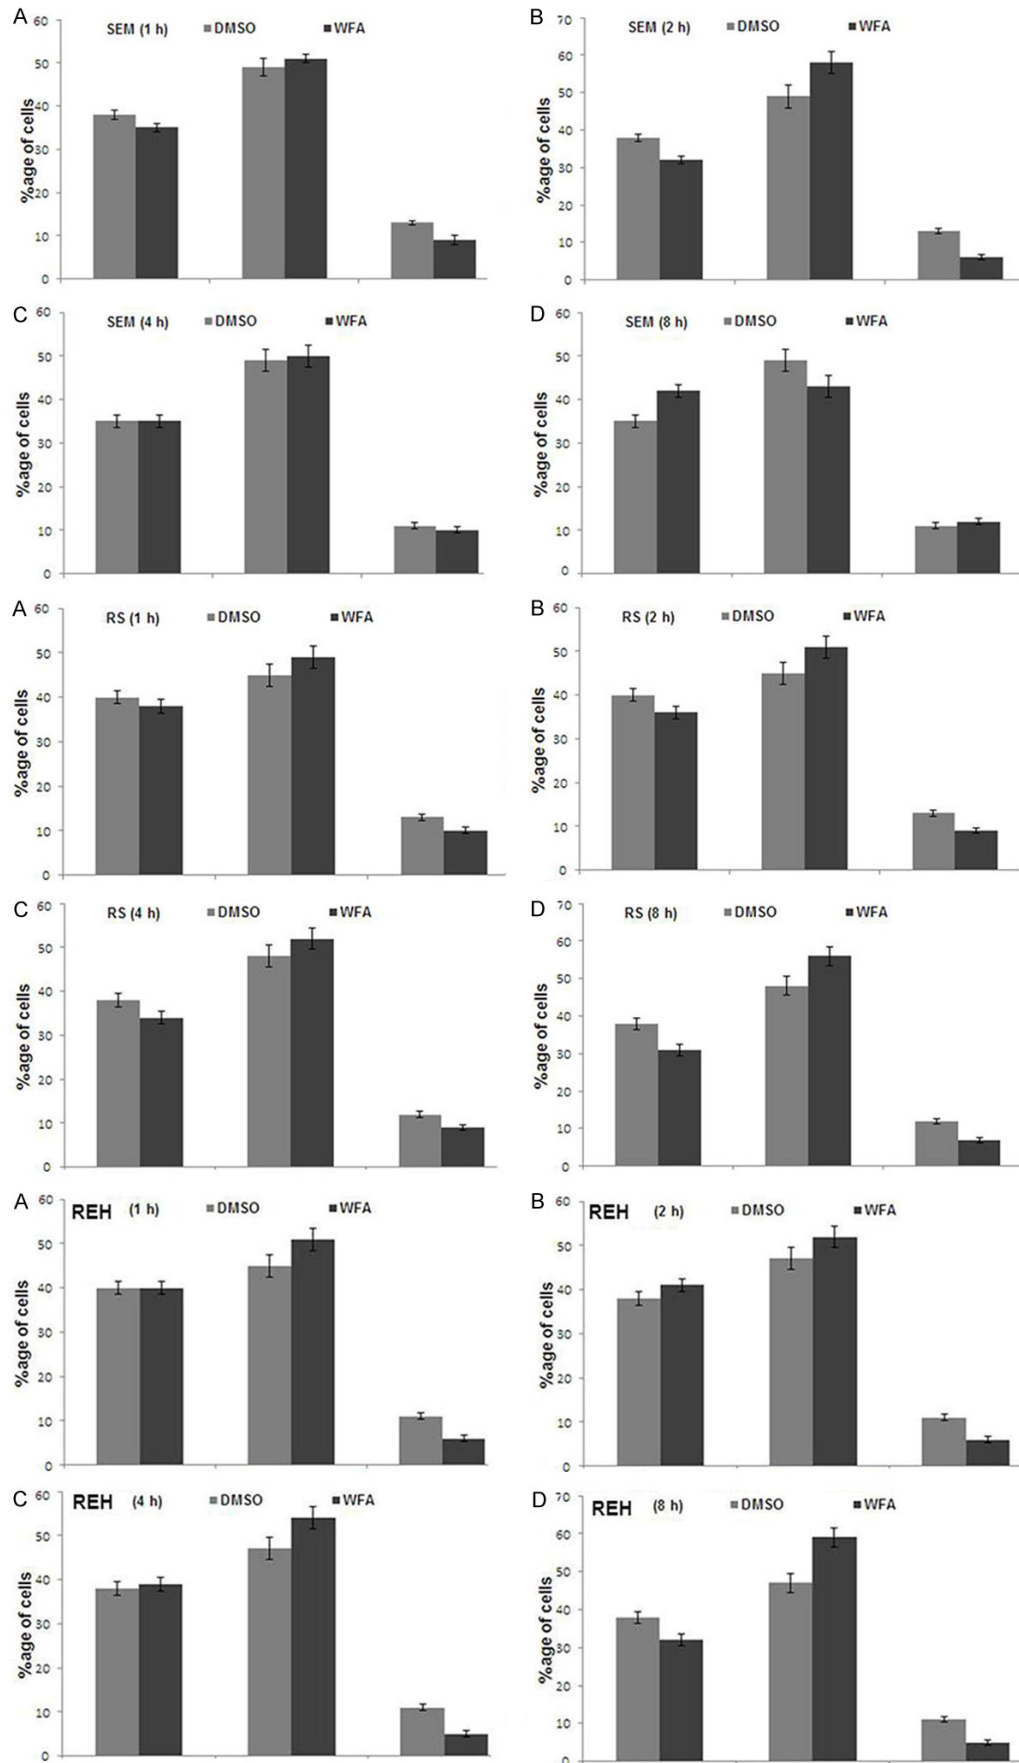 A
SEM (1 h) DMSO WFA
%age of cells
60
50
40
30
20
10
0
B
SEM (2 h) DMSO WFA
%age of cells
70
60
50
40
30
20
10
0
C
SEM (4 h) DMSO WFA
%age of cells
60
50
40
30
20
10
0
D
SEM (8 h) DMSO WFA
%age of cells
60
50
40
30
20
10
0
A
RS (1 h) DMSO WFA
%age of cells
60
50
40
30
20
10
0
B
RS (2 h) DMSO WFA
%age of cells
60
50
40
30
20
10
0
C
RS (4 h) DMSO WFA
%age of cells
60
50
40
30
20
10
0
D
RS (8 h) DMSO WFA
%age of cells
70
60
50
40
30
20
10
0
A
REH (1 h) DMSO WFA
%age of cells
60
50
40
30
20
10
0
B
REH (2 h) DMSO WFA
%age of cells
60
50
40
30
20
10
0
C
REH (4 h) DMSO WFA
%age of cells
60
50
40
30
20
10
0
D
REH (8 h) DMSO WFA
%age of cells
70
60
50
40
30
20
10
0